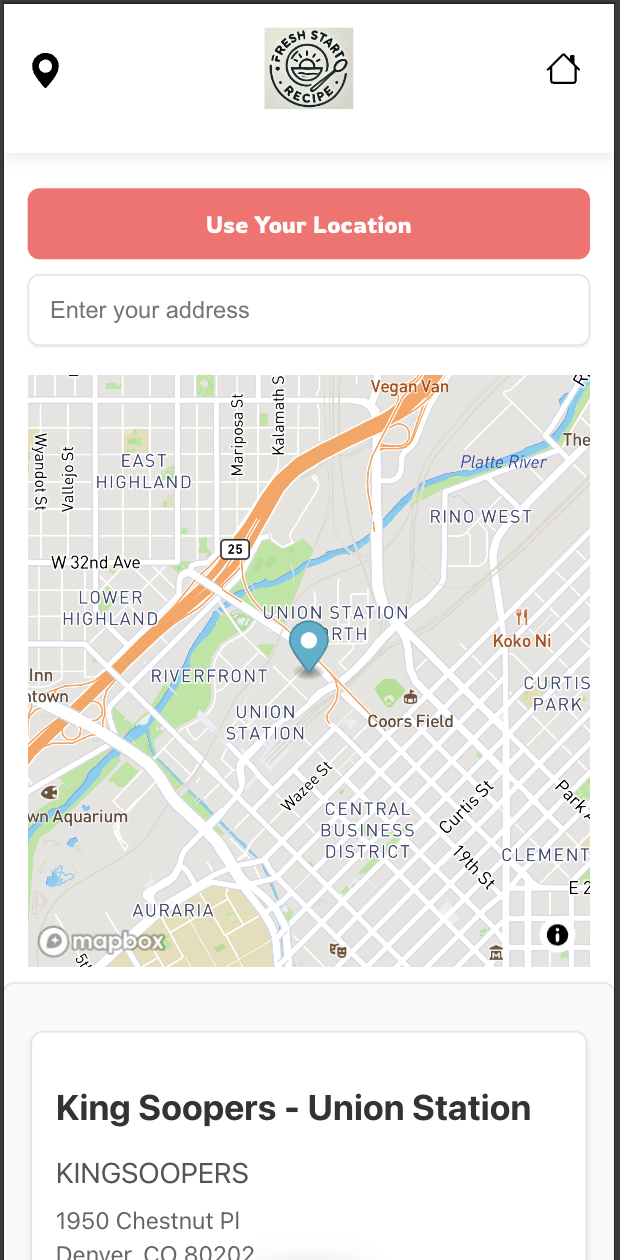 FRESH START
RECIPE
Use Your Location
Enter your address
Vegan Van
Kalamath S
Mariposa St
The
Wyandot St
Vallejo St
EAST
HIGHLAND
Platte River
RINO WEST
25
W 32nd Ave
LOWER
HIGHLAND
UNION STATION
RTH
Koko Ni
Inn
ntown
RIVERFRONT
CURTIS
PARK
UNION
STATION
Coors Field
Wazee St
Curtis St
Park A
wn Aquarium
CENTRAL
BUSINESS
DISTRICT
19th St
CLEMENT
E 2
AURARIA
mapbox
5th
King Soopers - Union Station
KINGSOOPERS
1950 Chestnut Pl
Denver, CO 80202